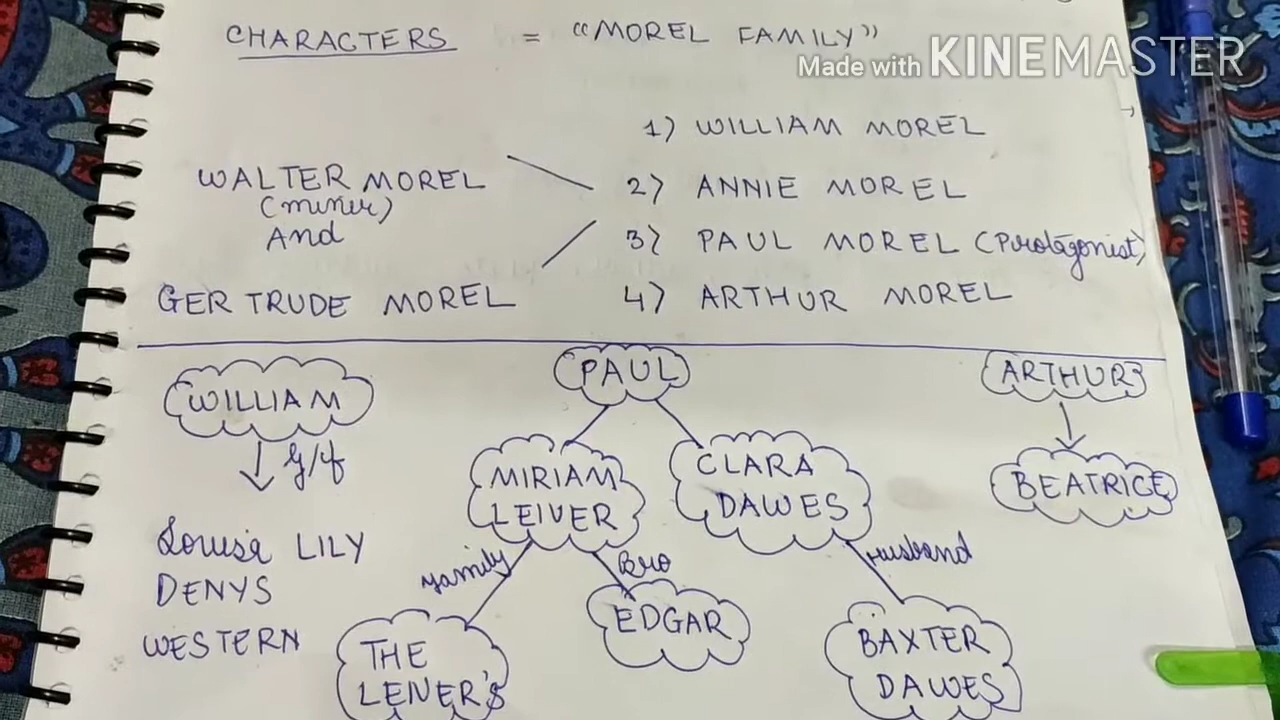 CHARACTERS = "MOREL FAMILY"
Made with KINEMASTER
1) WILLIAM MOREL
WALTER MOREL
(miner)
And
GERTRUDE MOREL
2) ANNIE MOREL
3) PAUL MOREL (Protagonist)
4) ARTHUR MOREL
WILLIAM
g/f
Louisa LILY
DENYS
WESTERN
PAUL
MIRIAM
LEIVER
family
THE
LEIVER'S
Bro
EDGAR
CLARA
DAWES
Husband
BAXTER
DAWES
ARTHUR
BEATRICE